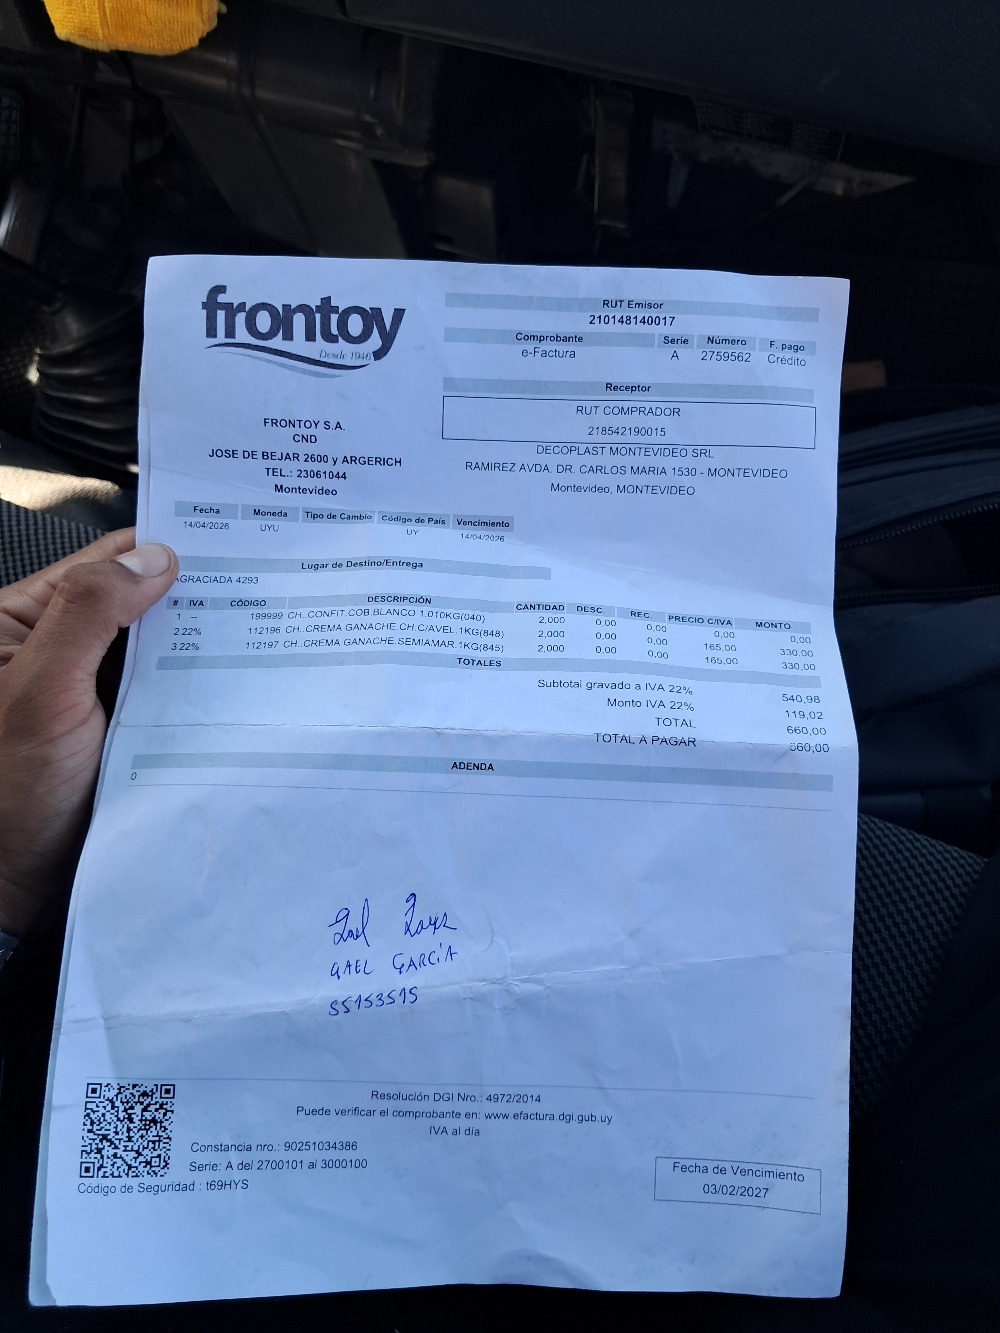 frontoy
Desde 1946
RUT Emisor
210148140017
Comprobante Serie Número F. pago
e-Factura A 2759562 Crédito
Receptor
RUT COMPRADOR
218542190015
DECOPLAST MONTEVIDEO SRL
RAMIREZ AVDA. DR. CARLOS MARIA 1530 - MONTEVIDEO
Montevideo, MONTEVIDEO
FRONTOY S.A.
CND
JOSE DE BEJAR 2600 y ARGERICH
TEL.: 23061044
Montevideo
Fecha Moneda Tipo de Cambio Código de País Vencimiento
14/04/2026 UYU UY 14/04/2026
Lugar de Destino/Entrega
AGRACIADA 4293
# IVA CÓDIGO DESCRIPCIÓN CANTIDAD DESC. REC. PRECIO C/IVA MONTO
1 -- 199999 CH..CONFIT.COB BLANCO 1.010KG(040) 2,000 0,00 0,00 0,00 0,00
2 22% 112196 CH..CREMA GANACHE.CH.C/AVEL.1KG(848) 2,000 0,00 0,00 165,00 330,00
3 22% 112197 CH..CREMA GANACHE.SEMIAMAR.1KG(845) 2,000 0,00 0,00 165,00 330,00
TOTALES
Subtotal gravado a IVA 22% 540,98
Monto IVA 22% 119,02
TOTAL 660,00
TOTAL A PAGAR 660,00
ADENDA
0
GAEL GARCÍA
55153515
Resolución DGI Nro.: 4972/2014
Puede verificar el comprobante en: www.efactura.dgi.gub.uy
IVA al día
Constancia nro.: 90251034386
Serie: A del 2700101 al 3000100
Código de Seguridad : t69HYS
Fecha de Vencimiento
03/02/2027